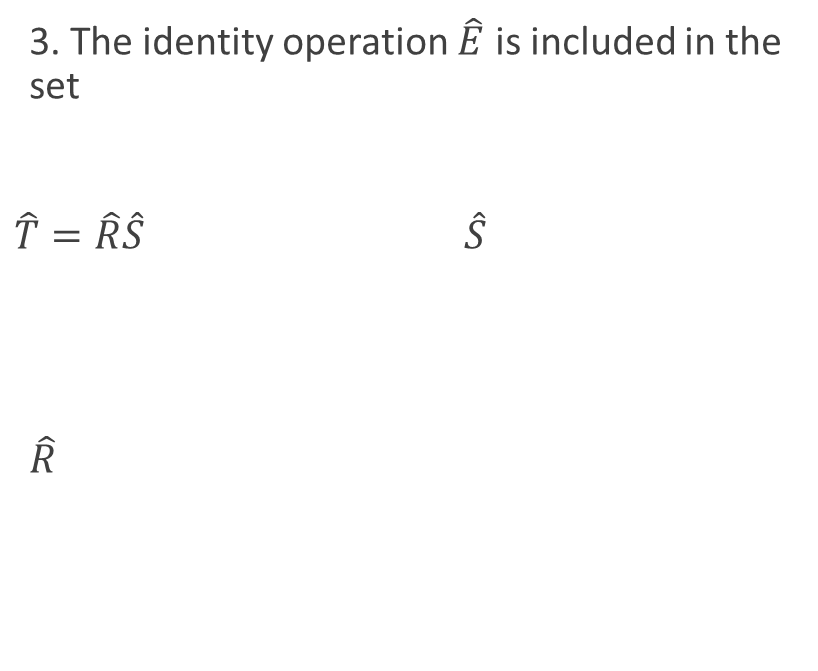 3. The identity operation Ê is included in the
set
T̂ = R̂Ŝ
Ŝ
R̂